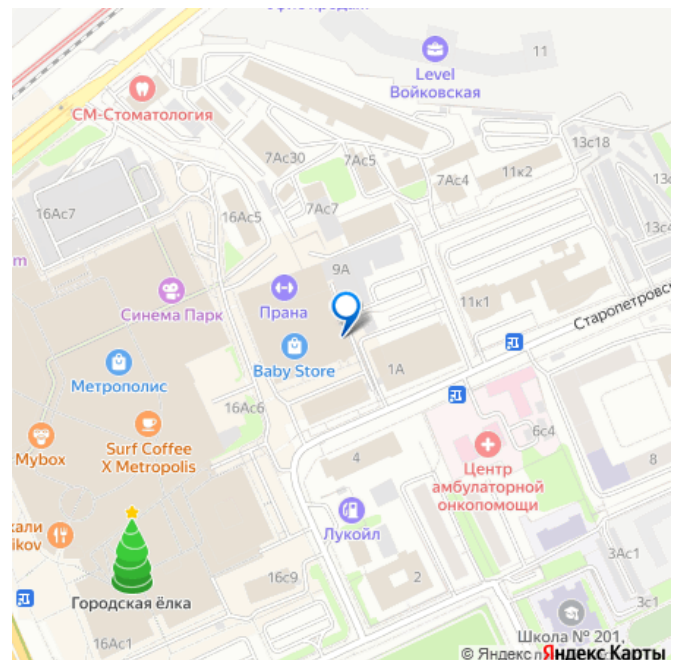 11
Level
Войковская
СМ-Стоматология
13с18
7Ас30
7Ас5
11к2
7Ас4
16Ас7
16Ас5
7Ас7
9А
Синема Парк
Прана
11к1
Старопетровс
Метрополис
Baby Store
1А
16Ас6
Mybox
Surf Coffee
X Metropolis
4
6с4
8
Центр
амбулаторной
онкопомощи
Лукойл
3Ас1
16с9
2
Городская ёлка
3с1
Школа № 201,
16Ас1
© Яндекс
Яндекс Карты